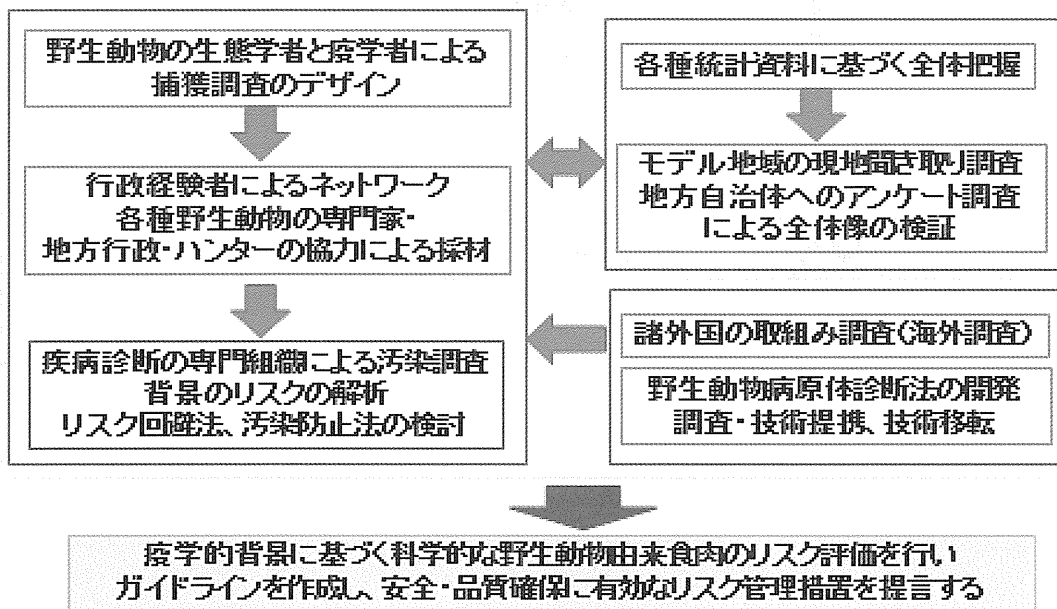 野生動物の生態学者と疫学者による
捕獲調査のデザイン
行政経験者によるネットワーク
各種野生動物の専門家・
地方行政・ハンターの協力による採材
疾病診断の専門組織による汚染調査
背景のリスクの解析
リスク回避法、汚染防止法の検討
各種統計資料に基づく全体把握
モデル地域の現地聞き取り調査
地方自治体へのアンケート調査
による全体像の検証
諸外国の取組み調査(海外調査)
野生動物病原体診断法の開発
調査・技術提携、技術移転
疫学的背景に基づく科学的な野生動物由来食肉のリスク評価を行い
ガイドラインを作成し、安全・品質確保に有効なリスク管理措置を提言する